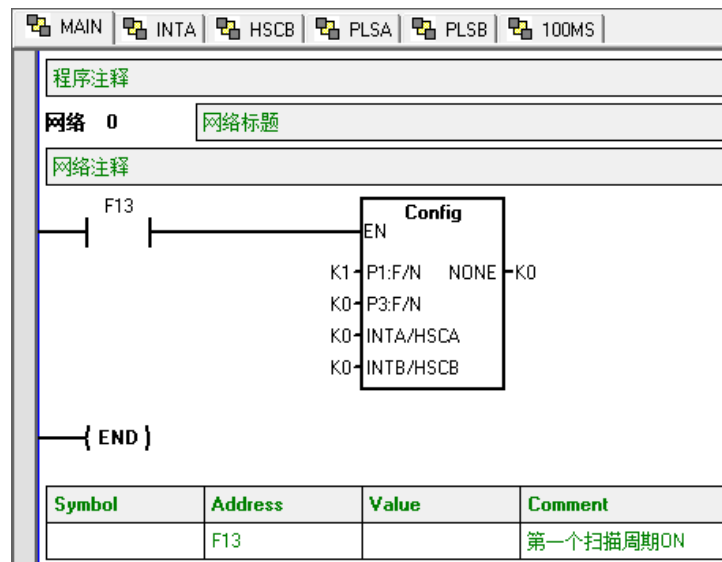 MAIN INTA HSCB PLSA PLSB 100MS
程序注释
网络 0 网络标题
网络注释
F13
Config
EN
K1 P1:F/N NONE K0
K0 P3:F/N
K0 INTA/HSCA
K0 INTB/HSCB
( END )
Symbol Address Value Comment
F13 第一个扫描周期ON